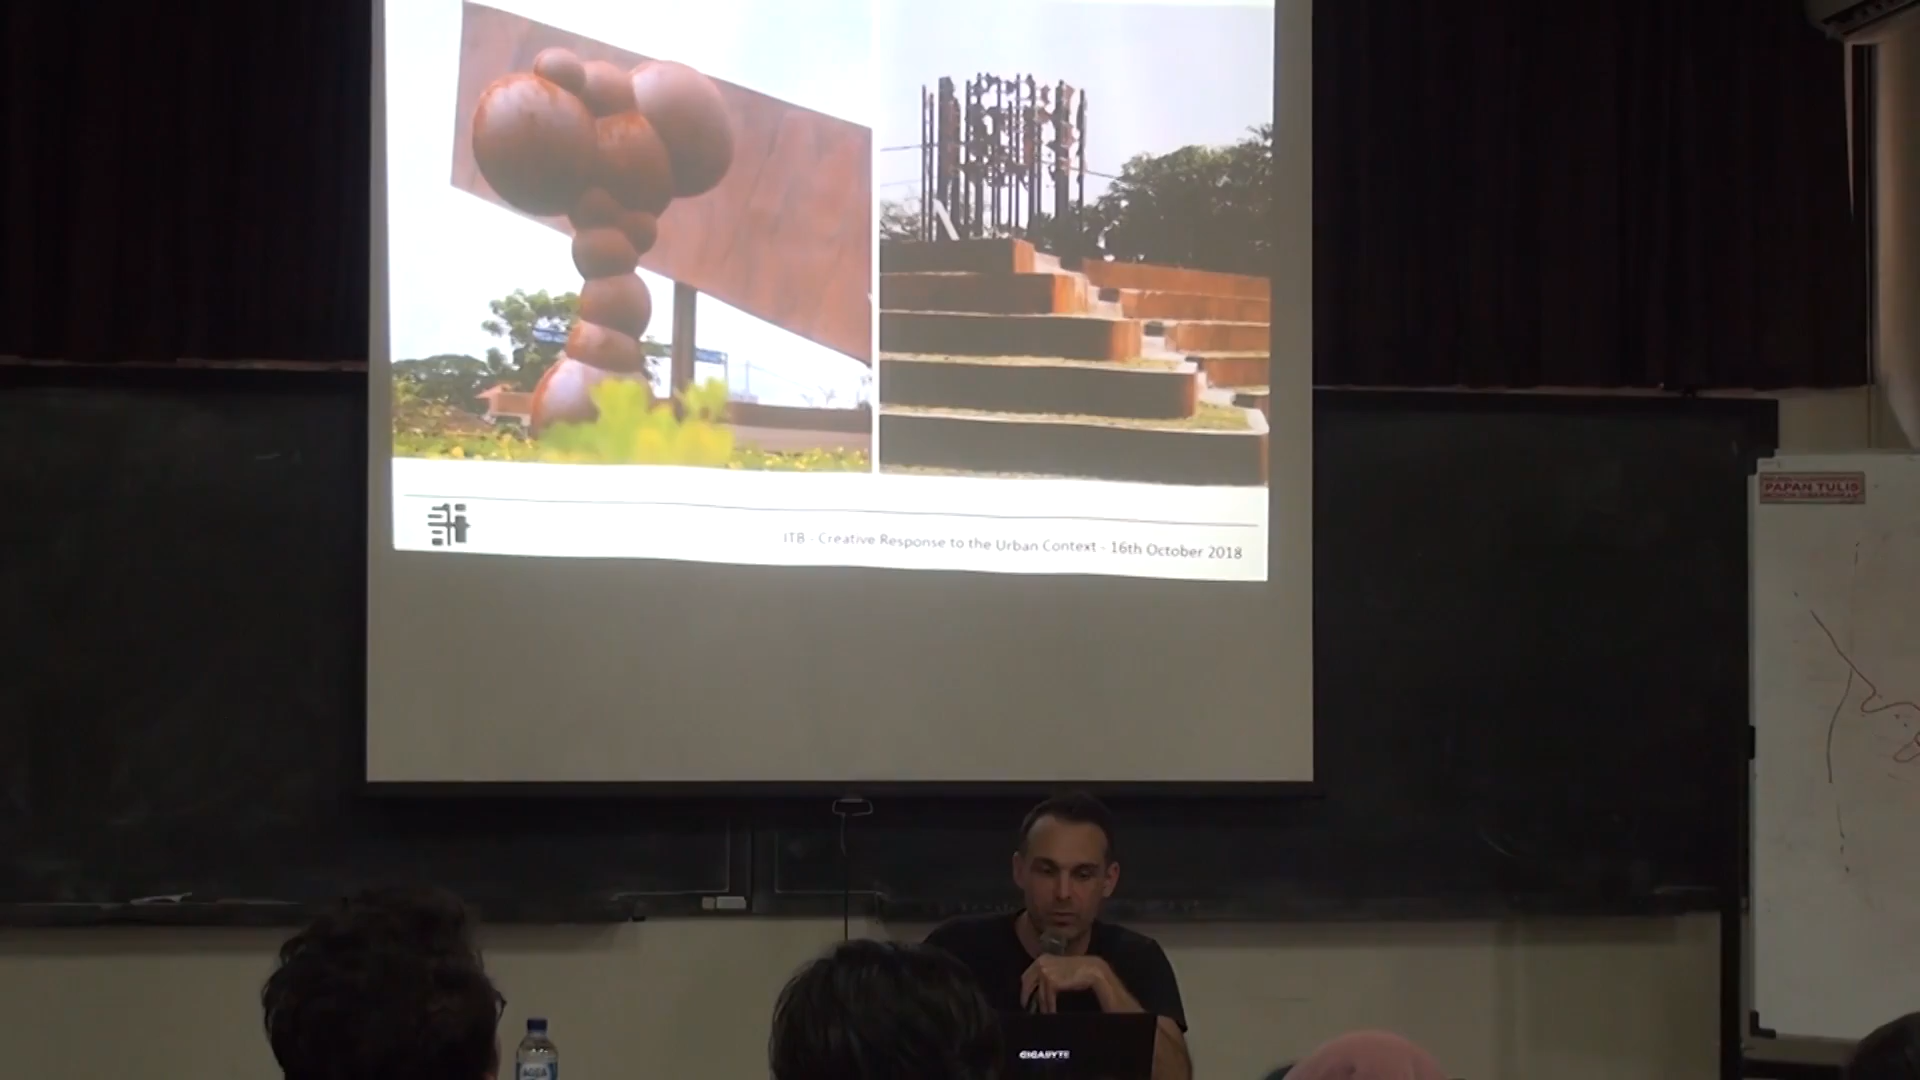 ITB - Creative Response to the Urban Context - 16th October 2018
PAPAN TULIS
GIGABYTE
AQUA